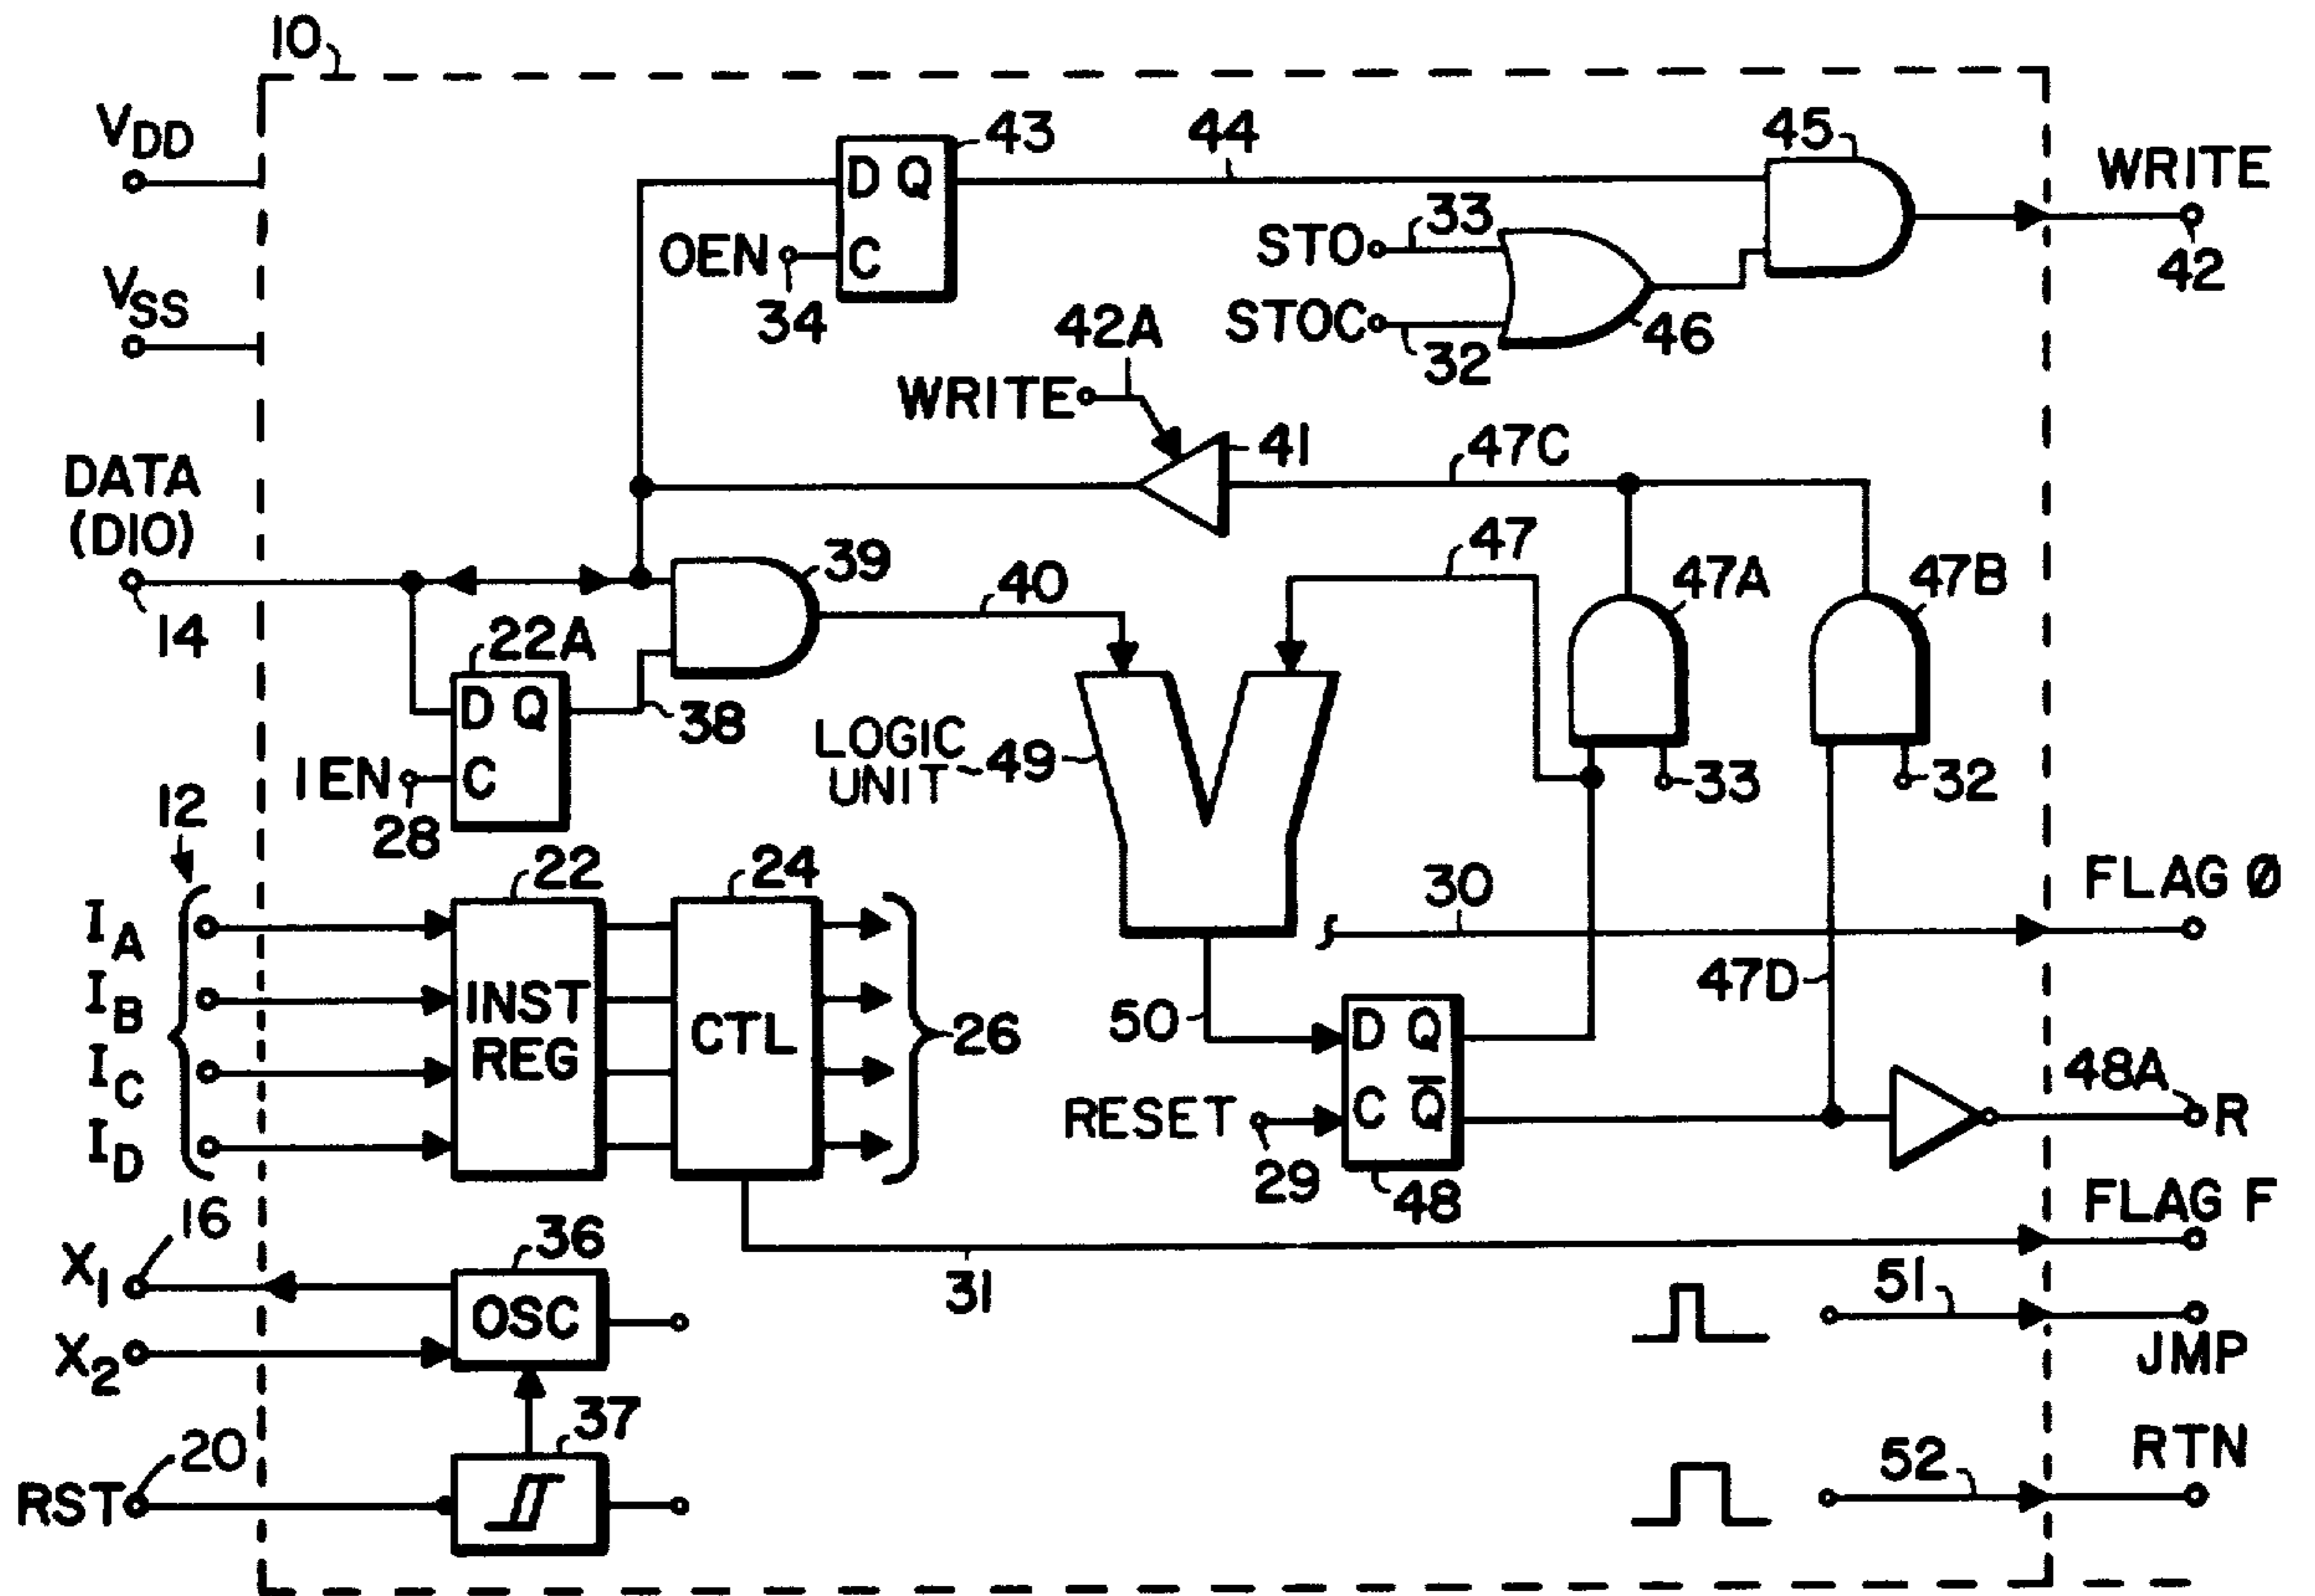 10
VDD
VSS
43
44
45
WRITE
42
D Q
C
OEN
34
STO
33
STOC
32
46
42A
WRITE
41
47C
DATA
(DIO)
14
39
40
47
47A
47B
22A
D Q
C
38
IEN
28
LOGIC
UNIT
49
33
32
12
22
24
30
FLAG Ø
IA
IB
IC
ID
INST
REG
CTL
26
50
47D
D Q
C Q̅
RESET
29
48
48A
R
FLAG F
16
X1
X2
36
OSC
31
51
JMP
20
RST
37
52
RTN